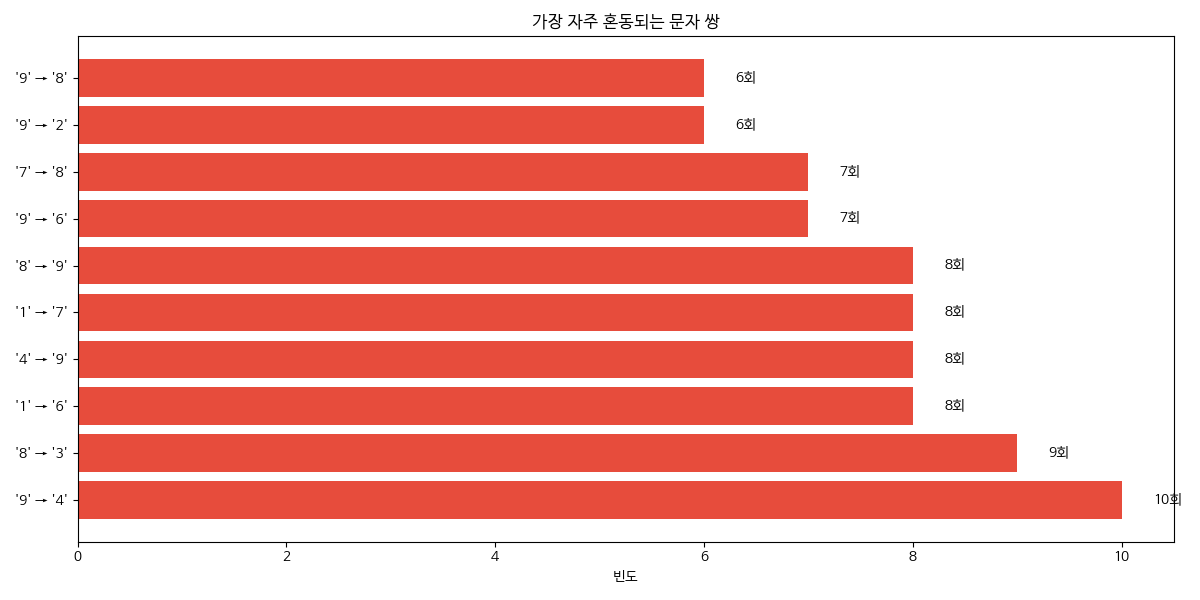 가장 자주 혼동되는 문자 쌍
'9' → '8' 6회
'9' → '2' 6회
'7' → '8' 7회
'9' → '6' 7회
'8' → '9' 8회
'1' → '7' 8회
'4' → '9' 8회
'1' → '6' 8회
'8' → '3' 9회
'9' → '4' 10회
0 2 4 6 8 10
빈도